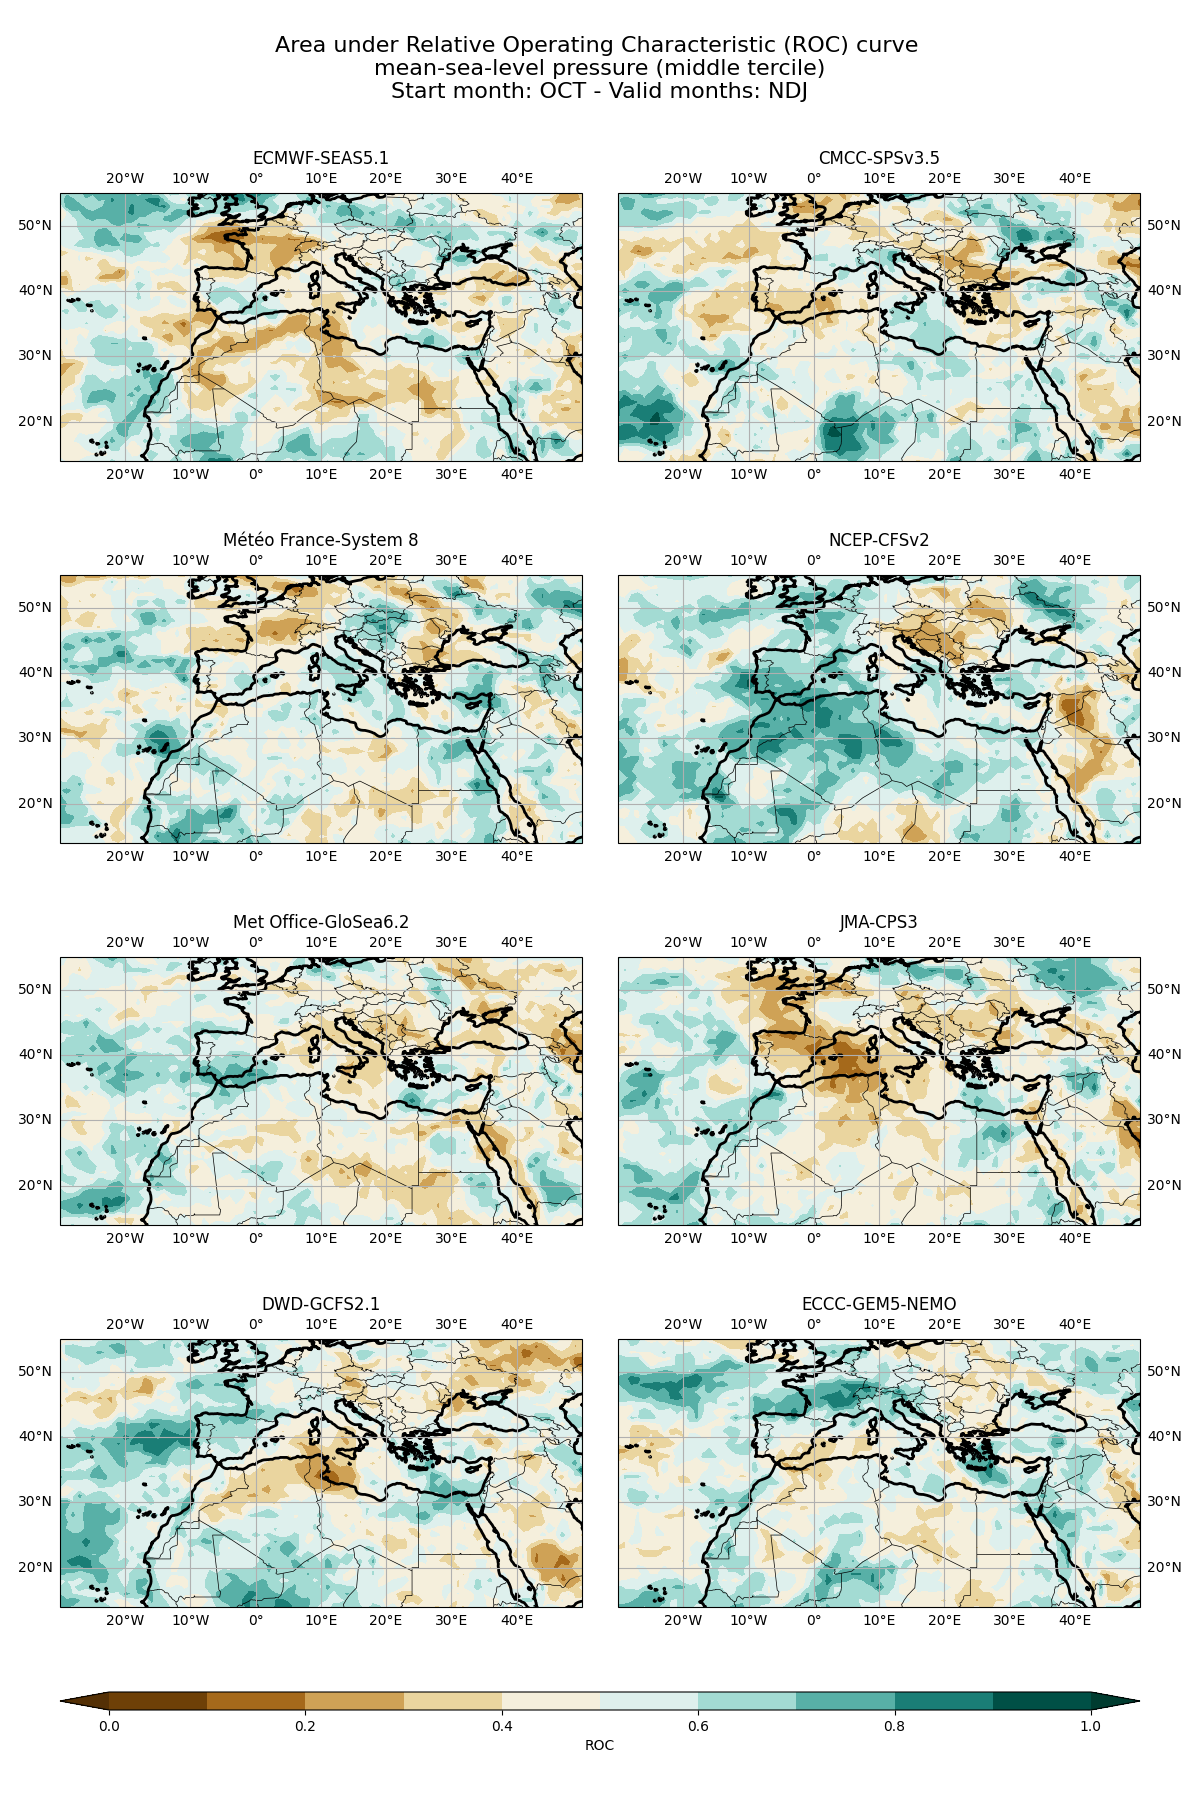 Area under Relative Operating Characteristic (ROC) curve
mean-sea-level pressure (middle tercile)
Start month: OCT - Valid months: NDJ
ECMWF-SEAS5.1
20°W 10°W 0° 10°E 20°E 30°E 40°E
50°N
40°N
30°N
20°N
20°W 10°W 0° 10°E 20°E 30°E 40°E
CMCC-SPSv3.5
20°W 10°W 0° 10°E 20°E 30°E 40°E
50°N
40°N
30°N
20°N
20°W 10°W 0° 10°E 20°E 30°E 40°E
Météo France-System 8
20°W 10°W 0° 10°E 20°E 30°E 40°E
50°N
40°N
30°N
20°N
20°W 10°W 0° 10°E 20°E 30°E 40°E
NCEP-CFSv2
20°W 10°W 0° 10°E 20°E 30°E 40°E
50°N
40°N
30°N
20°N
20°W 10°W 0° 10°E 20°E 30°E 40°E
Met Office-GloSea6.2
20°W 10°W 0° 10°E 20°E 30°E 40°E
50°N
40°N
30°N
20°N
20°W 10°W 0° 10°E 20°E 30°E 40°E
JMA-CPS3
20°W 10°W 0° 10°E 20°E 30°E 40°E
50°N
40°N
30°N
20°N
20°W 10°W 0° 10°E 20°E 30°E 40°E
DWD-GCFS2.1
20°W 10°W 0° 10°E 20°E 30°E 40°E
50°N
40°N
30°N
20°N
20°W 10°W 0° 10°E 20°E 30°E 40°E
ECCC-GEM5-NEMO
20°W 10°W 0° 10°E 20°E 30°E 40°E
50°N
40°N
30°N
20°N
20°W 10°W 0° 10°E 20°E 30°E 40°E
0.0 0.2 0.4 0.6 0.8 1.0
ROC